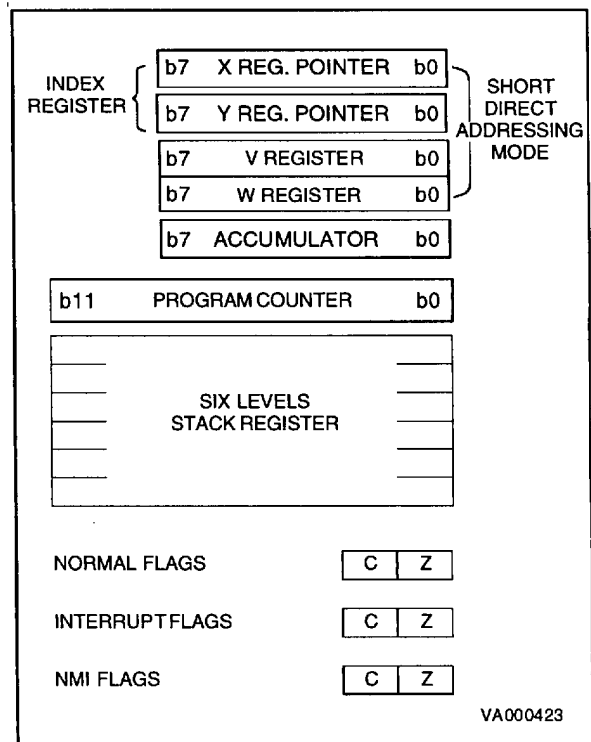 b7 X REG. POINTER b0
INDEX
REGISTER
b7 Y REG. POINTER b0
SHORT
DIRECT
ADDRESSING
MODE
b7 V REGISTER b0
b7 W REGISTER b0
b7 ACCUMULATOR b0
b11 PROGRAM COUNTER b0
SIX LEVELS
STACK REGISTER
NORMAL FLAGS C Z
INTERRUPT FLAGS C Z
NMI FLAGS C Z
VA000423